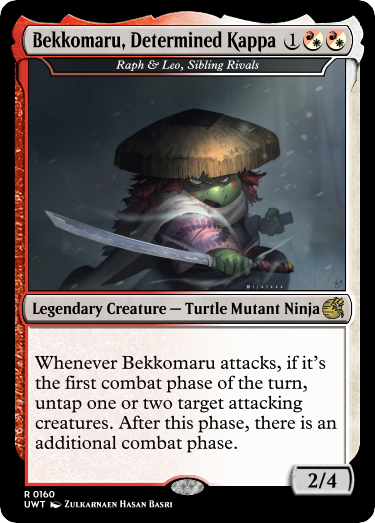 Bekkomaru, Determined Kappa 1
Raph & Leo, Sibling Rivals
Legendary Creature — Turtle Mutant Ninja
Whenever Bekkomaru attacks, if it's
the first combat phase of the turn,
untap one or two target attacking
creatures. After this phase, there is an
additional combat phase.
2/4
R 0160
UWT Zulkarnaen Hasan Basri